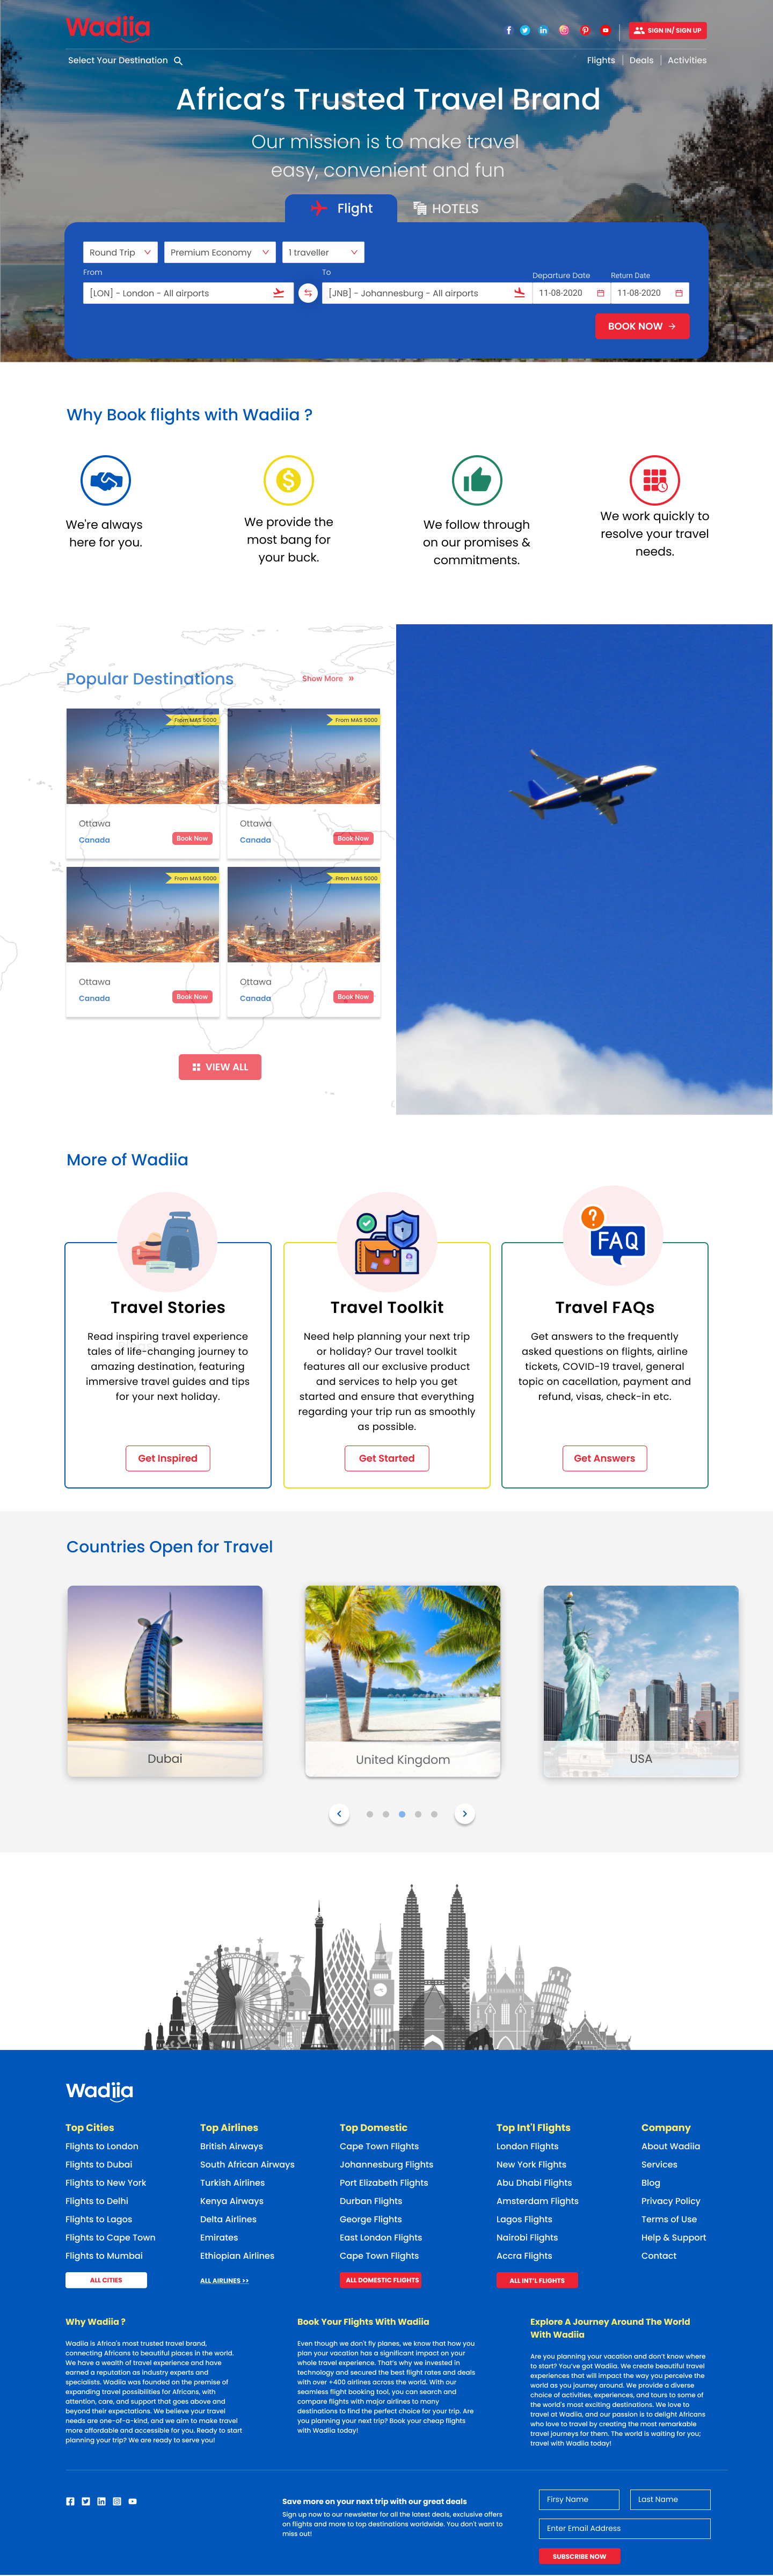 Wadiia
SIGN IN/ SIGN UP
Select Your Destination
Flights | Deals | Activities
Africa's Trusted Travel Brand
Our mission is to make travel
easy, convenient and fun
Flight
HOTELS
Round Trip
Premium Economy
1 traveller
From
To
Departure Date
Return Date
[LON] - London - All airports
[JNB] - Johannesburg - All airports
11-08-2020
11-08-2020
BOOK NOW
Why Book flights with Wadiia ?
We're always
here for you.
We provide the
most bang for
your buck.
We follow through
on our promises &
commitments.
We work quickly to
resolve your travel
needs.
Popular Destinations
Show More »
From MAS 5000
Ottawa
Canada
Book Now
From MAS 5000
Ottawa
Canada
Book Now
From MAS 5000
Ottawa
Canada
Book Now
From MAS 5000
Ottawa
Canada
Book Now
VIEW ALL
More of Wadiia
Travel Stories
Read inspiring travel experience
tales of life-changing journey to
amazing destination, featuring
immersive travel guides and tips
for your next holiday.
Get Inspired
Travel Toolkit
Need help planning your next trip
or holiday? Our travel toolkit
features all our exclusive product
and services to help you get
started and ensure that everything
regarding your trip run as smoothly
as possible.
Get Started
? FAQ
Travel FAQs
Get answers to the frequently
asked questions on flights, airline
tickets, COVID-19 travel, general
topic on cacellation, payment and
refund, visas, check-in etc.
Get Answers
Countries Open for Travel
Dubai
United Kingdom
USA
Wadiia
Top Cities
Flights to London
Flights to Dubai
Flights to New York
Flights to Delhi
Flights to Lagos
Flights to Cape Town
Flights to Mumbai
ALL CITIES
Top Airlines
British Airways
South African Airways
Turkish Airlines
Kenya Airways
Delta Airlines
Emirates
Ethiopian Airlines
ALL AIRLINES >>
Top Domestic
Cape Town Flights
Johannesburg Flights
Port Elizabeth Flights
Durban Flights
George Flights
East London Flights
Cape Town Flights
ALL DOMESTIC FLIGHTS
Top Int'l Flights
London Flights
New York Flights
Abu Dhabi Flights
Amsterdam Flights
Lagos Flights
Nairobi Flights
Accra Flights
ALL INT'L FLIGHTS
Company
About Wadiia
Services
Blog
Privacy Policy
Terms of Use
Help & Support
Contact
Why Wadiia ?
Wadiia is Africa's most trusted travel brand,
connecting Africans to beautiful places in the world.
We have a wealth of travel experience and have
earned a reputation as industry experts and
specialists. Wadiia was founded on the premise of
expanding travel possibilities for Africans, with
attention, care, and support that goes above and
beyond their expectations. We believe your travel
needs are one-of-a-kind, and we aim to make travel
more affordable and accessible for you. Ready to start
planning your trip? We are ready to serve you!
Book Your Flights With Wadiia
Even though we don't fly planes, we know that how you
plan your vacation has a significant impact on your
whole travel experience. That's why we invested in
technology and secured the best flight rates and deals
with over +400 airlines across the world. With our
seamless flight booking tool, you can search and
compare flights with major airlines to many
destinations to find the perfect choice for your trip. Are
you planning your next trip? Book your cheap flights
with Wadiia today!
Explore A Journey Around The World
With Wadiia
Are you planning your vacation and don't know where
to start? You've got Wadiia. We create beautiful travel
experiences that will impact the way you perceive the
world as you journey around. We provide a diverse
choice of activities, experiences, and tours to some of
the world's most exciting destinations. We love to
travel at Wadiia, and our passion is to delight Africans
who love to travel by creating the most remarkable
travel journeys for them. The world is waiting for you;
travel with Wadiia today!
Save more on your next trip with our great deals
Sign up now to our newsletter for all the latest deals, exclusive offers
on flights and more to top destinations worldwide. You don't want to
miss out!
Firsy Name
Last Name
Enter Email Address
SUBSCRIBE NOW